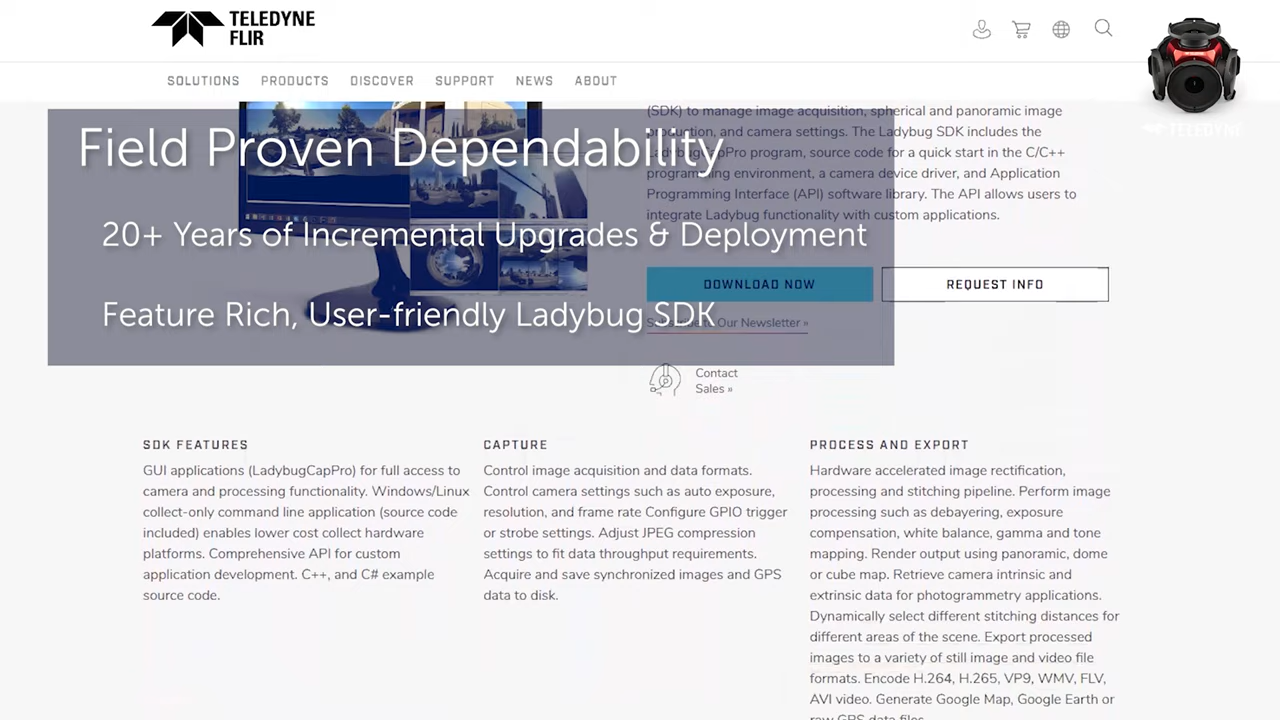 TELEDYNE
FLIR
SOLUTIONS PRODUCTS DISCOVER SUPPORT NEWS ABOUT
TELEDYNE
(SDK) to manage image acquisition, spherical and panoramic image
production, and camera settings. The Ladybug SDK includes the
LadybugCapPro program, source code for a quick start in the C/C++
programming environment, a camera device driver, and Application
Programming Interface (API) software library. The API allows users to
integrate Ladybug functionality with custom applications.
Field Proven Dependability
20+ Years of Incremental Upgrades & Deployment
Feature Rich, User-friendly Ladybug SDK
DOWNLOAD NOW REQUEST INFO
Subscribe to Our Newsletter »
Contact
Sales »
SDK FEATURES
GUI applications (LadybugCapPro) for full access to
camera and processing functionality. Windows/Linux
collect-only command line application (source code
included) enables lower cost collect hardware
platforms. Comprehensive API for custom
application development. C++, and C# example
source code.
CAPTURE
Control image acquisition and data formats.
Control camera settings such as auto exposure,
resolution, and frame rate Configure GPIO trigger
or strobe settings. Adjust JPEG compression
settings to fit data throughput requirements.
Acquire and save synchronized images and GPS
data to disk.
PROCESS AND EXPORT
Hardware accelerated image rectification,
processing and stitching pipeline. Perform image
processing such as debayering, exposure
compensation, white balance, gamma and tone
mapping. Render output using panoramic, dome
or cube map. Retrieve camera intrinsic and
extrinsic data for photogrammetry applications.
Dynamically select different stitching distances for
different areas of the scene. Export processed
images to a variety of still image and video file
formats. Encode H.264, H.265, VP9, WMV, FLV,
AVI video. Generate Google Map, Google Earth or
raw GPS data files